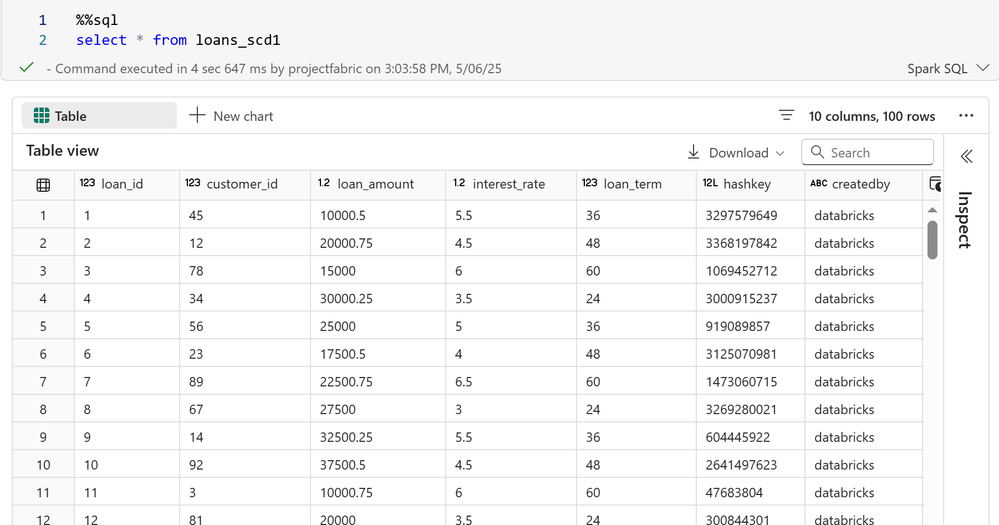 1 %%sql
2 select * from loans_scd1
- Command executed in 4 sec 647 ms by projectfabric on 3:03:58 PM, 5/06/25 Spark SQL
Table New chart 10 columns, 100 rows
Table view Download Search
123 loan_id 123 customer_id 1.2 loan_amount 1.2 interest_rate 123 loan_term 12L hashkey ABC createdby
Inspect
1 1 45 10000.5 5.5 36 3297579649 databricks
2 2 12 20000.75 4.5 48 3368197842 databricks
3 3 78 15000 6 60 1069452712 databricks
4 4 34 30000.25 3.5 24 3000915237 databricks
5 5 56 25000 5 36 919089857 databricks
6 6 23 17500.5 4 48 3125070981 databricks
7 7 89 22500.75 6.5 60 1473060715 databricks
8 8 67 27500 3 24 3269280021 databricks
9 9 14 32500.25 5.5 36 604445922 databricks
10 10 92 37500.5 4.5 48 2641497623 databricks
11 11 3 10000.75 6 60 47683804 databricks
12 12 81 20000 3.5 24 300844301 databricks